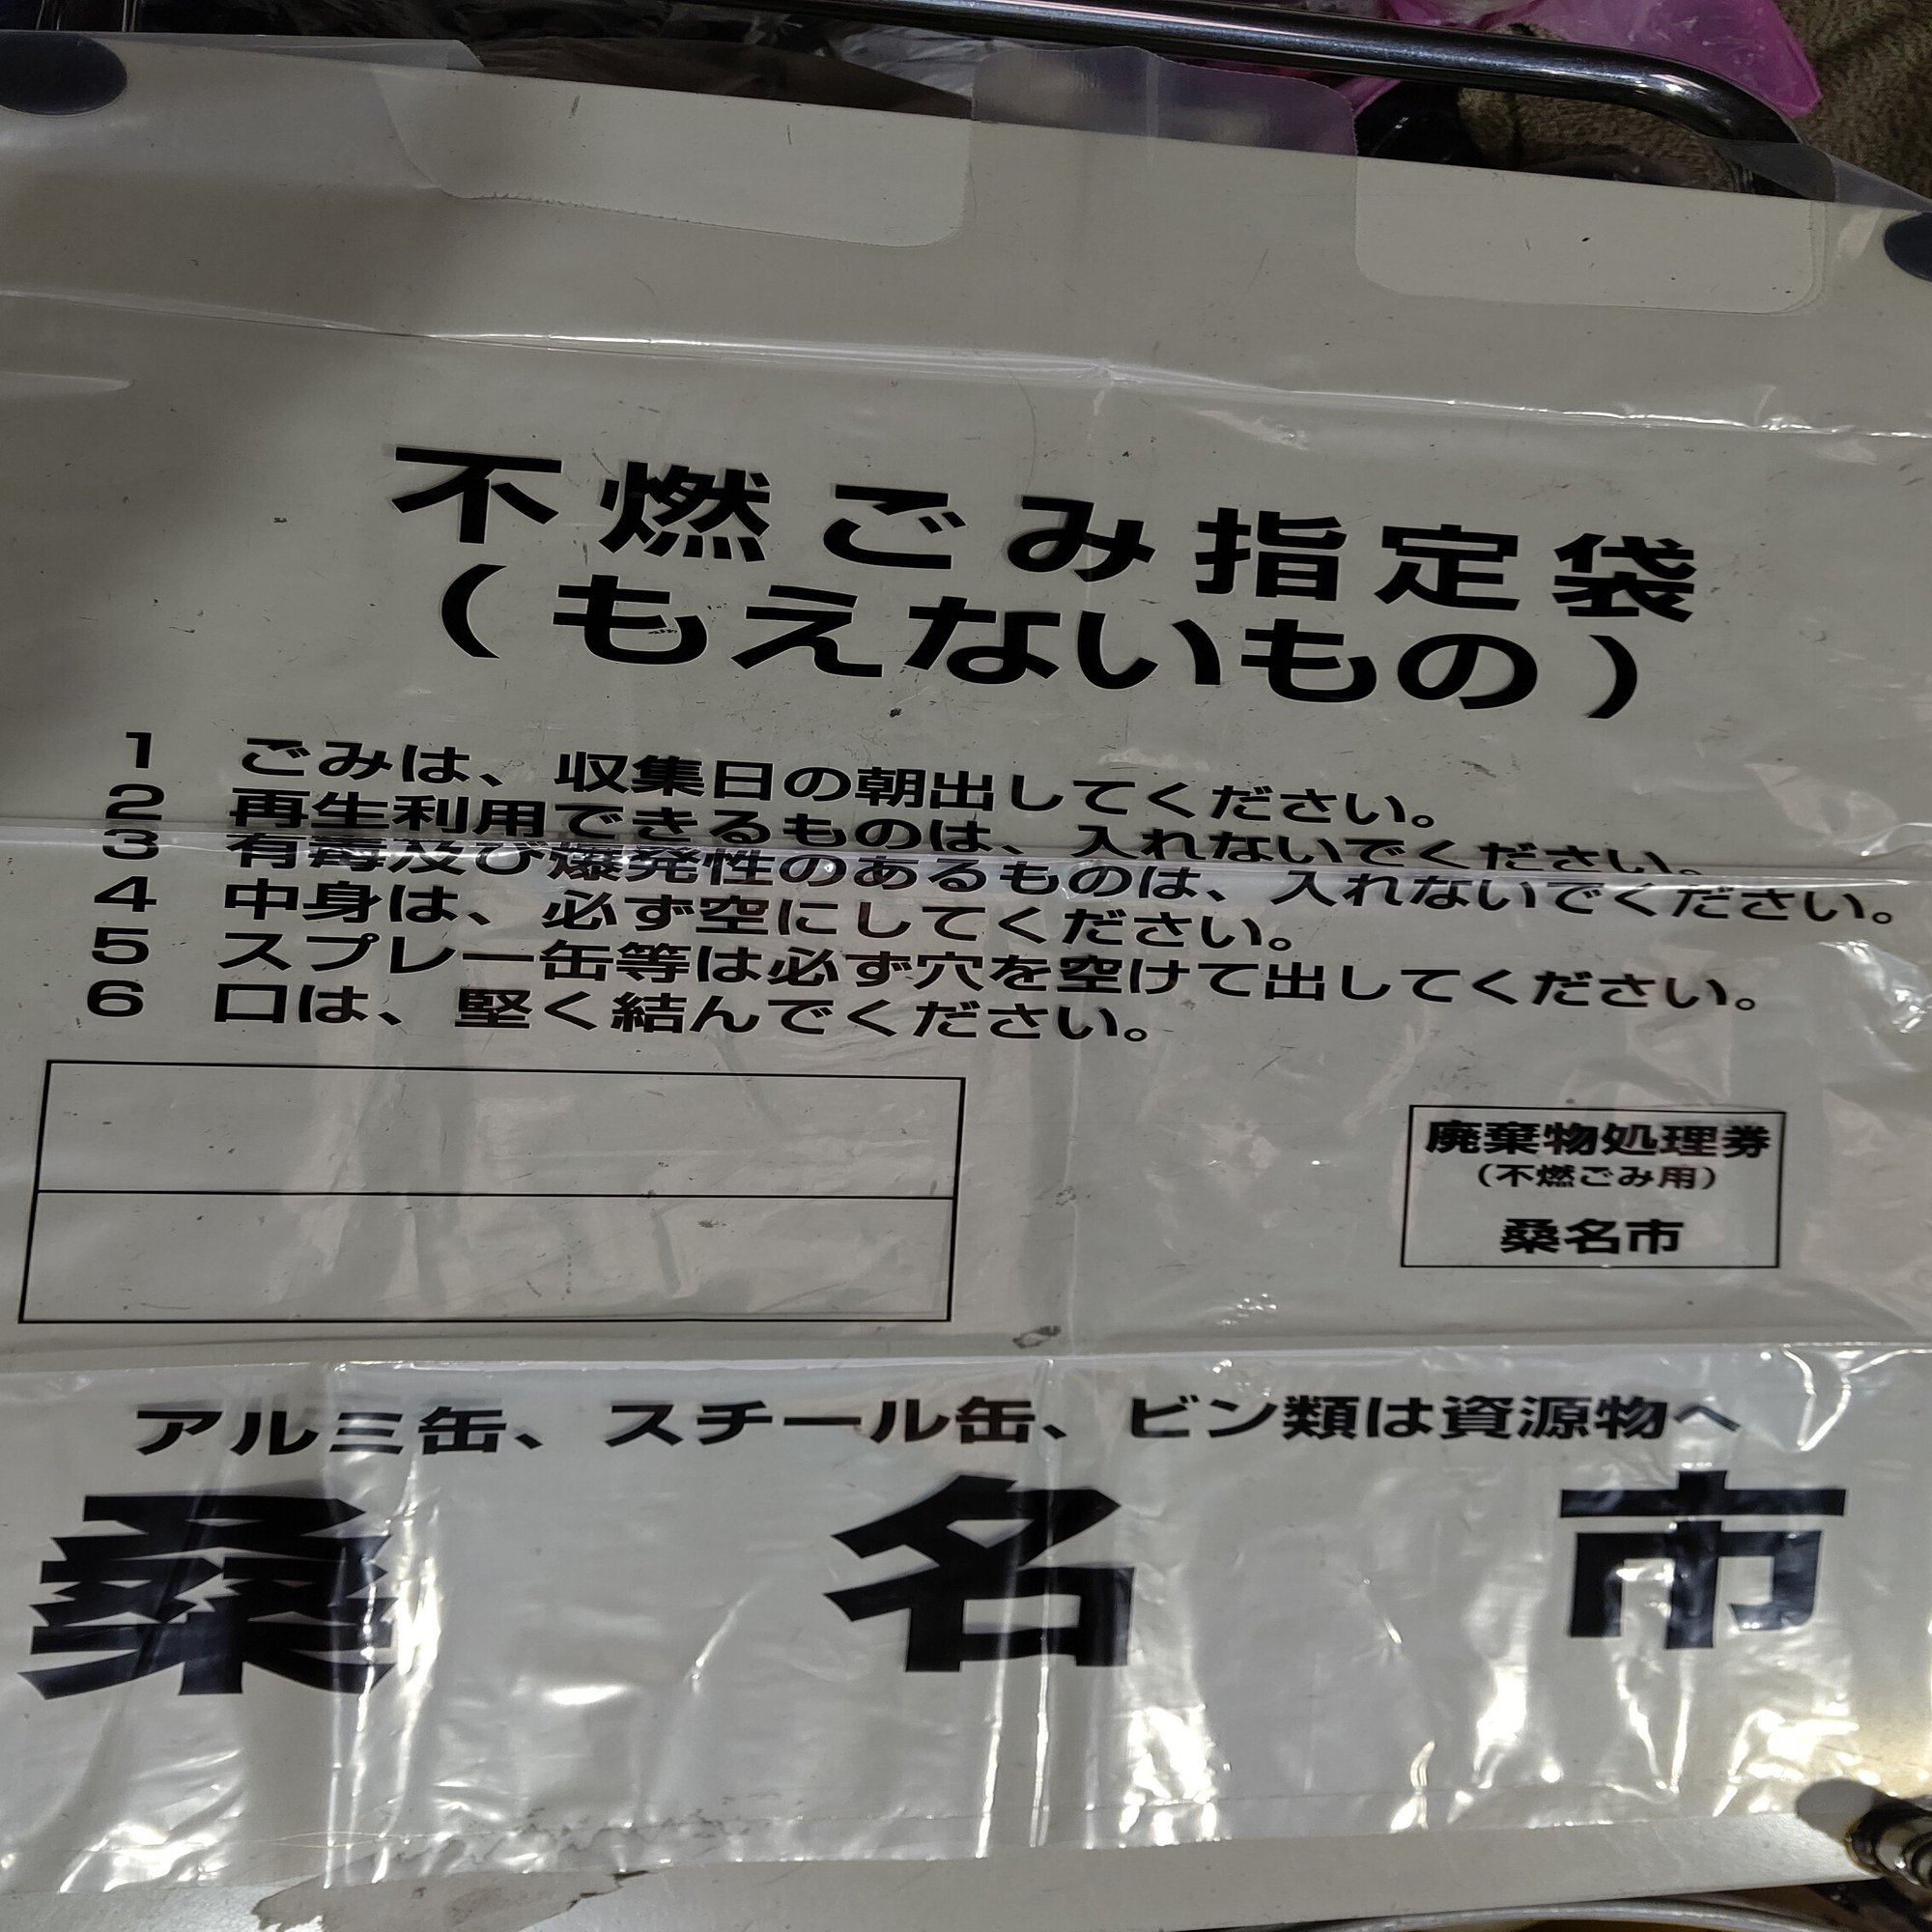 不燃ごみ指定袋
(もえないもの)
1 ごみは、収集日の朝出してください。
2 再生利用できるものは、入れないでください。
3 有毒及び爆発性のあるものは、入れないでください。
4 中身は、必ず空にしてください。
5 スプレー缶等は必ず穴を空けて出してください。
6 口は、堅く結んでください。
廃棄物処理券
(不燃ごみ用)
桑名市
アルミ缶、スチール缶、ビン類は資源物へ
桑名市